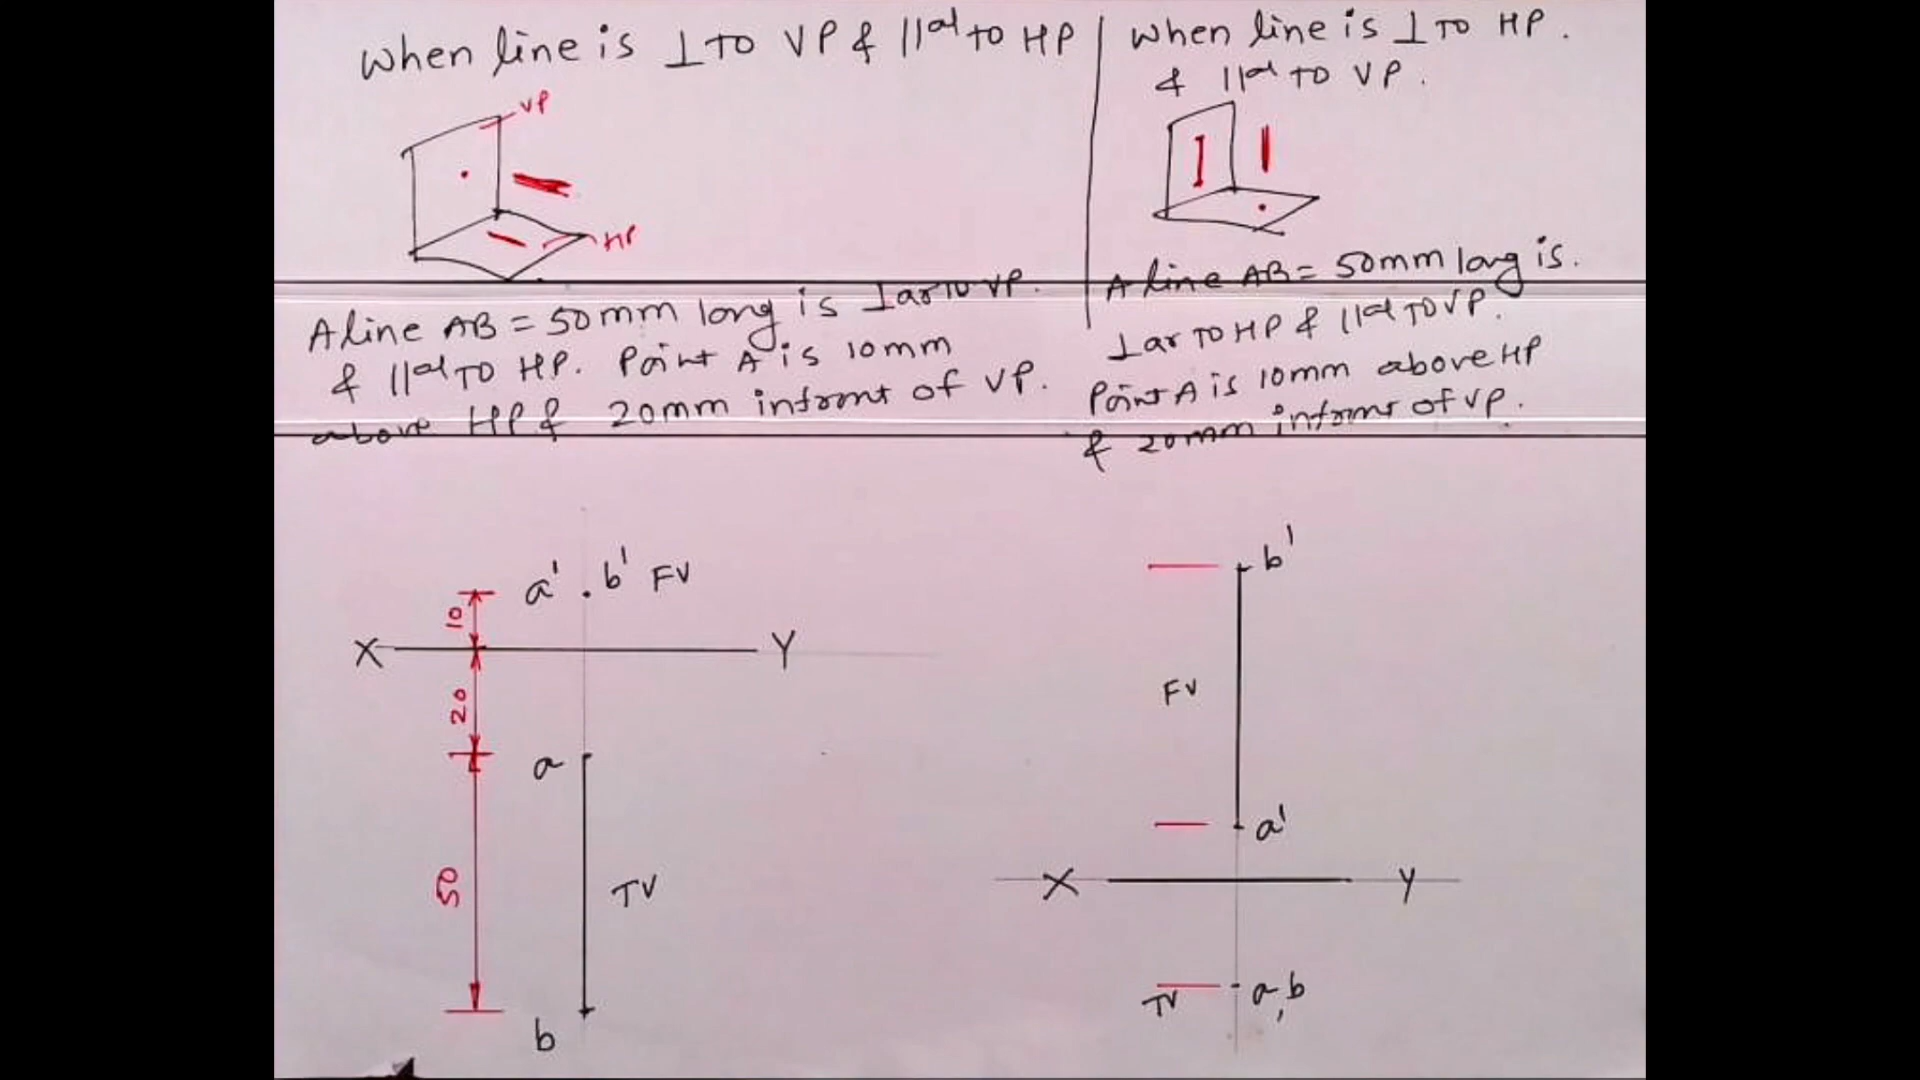 When line is ⊥ TO VP & ||al to HP
VP
HP
A line AB = 50mm long is ⊥ar TO VP.
& ||al TO HP. Point A is 10mm
above HP & 20mm infront of VP.
a' b' FV
10
X Y
20
a
50
TV
b
When line is ⊥ TO HP.
& ||al TO VP.
A line AB = 50mm long is.
⊥ar TO HP & ||al TO VP.
Point A is 10mm above HP
& 20mm infront of VP.
b'
FV
a'
X Y
TV a, b